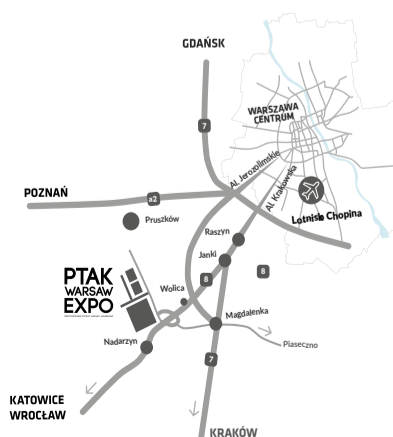 GDAŃSK
WARSZAWA
CENTRUM
7
Al. Jerozolimskie
Al. Krakowska
POZNAŃ
a2
Pruszków
Lotnisko Chopina
Raszyn
Janki
8
8
PTAK
WARSAW
EXPO
Wolica
Magdalenka
Nadarzyn
Piaseczno
7
KATOWICE
WROCŁAW
KRAKÓW